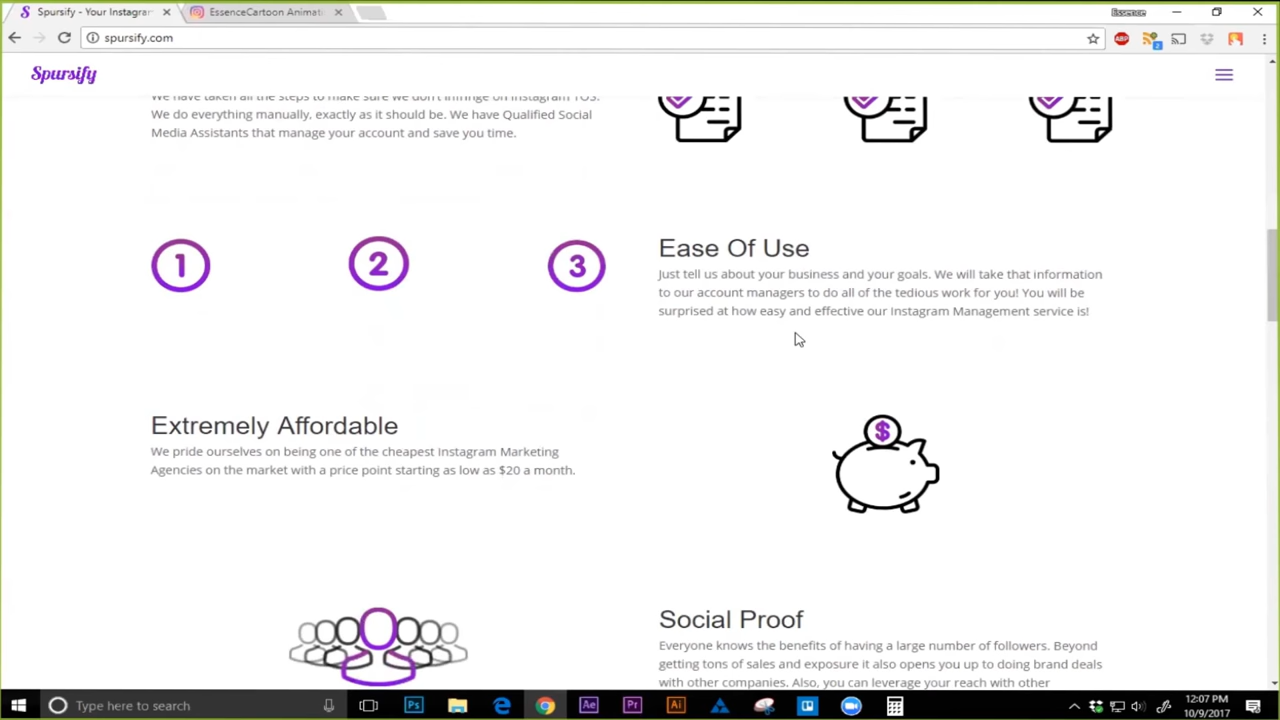 Spursify - Your Instagram
EssenceCartoon Animati
Essence
spursify.com
2
Spursify
We have taken all the steps to make sure we don't infringe on Instagram TOS.
We do everything manually, exactly as it should be. We have Qualified Social
Media Assistants that manage your account and save you time.
1 2 3
Ease Of Use
Just tell us about your business and your goals. We will take that information
to our account managers to do all of the tedious work for you! You will be
surprised at how easy and effective our Instagram Management service is!
Extremely Affordable
We pride ourselves on being one of the cheapest Instagram Marketing
Agencies on the market with a price point starting as low as $20 a month.
$
Social Proof
Everyone knows the benefits of having a large number of followers. Beyond
getting tons of sales and exposure it also opens you up to doing brand deals
with other companies. Also, you can leverage your reach with other
Type here to search
Ps
Ae
Pr
Ai
12:07 PM
10/9/2017